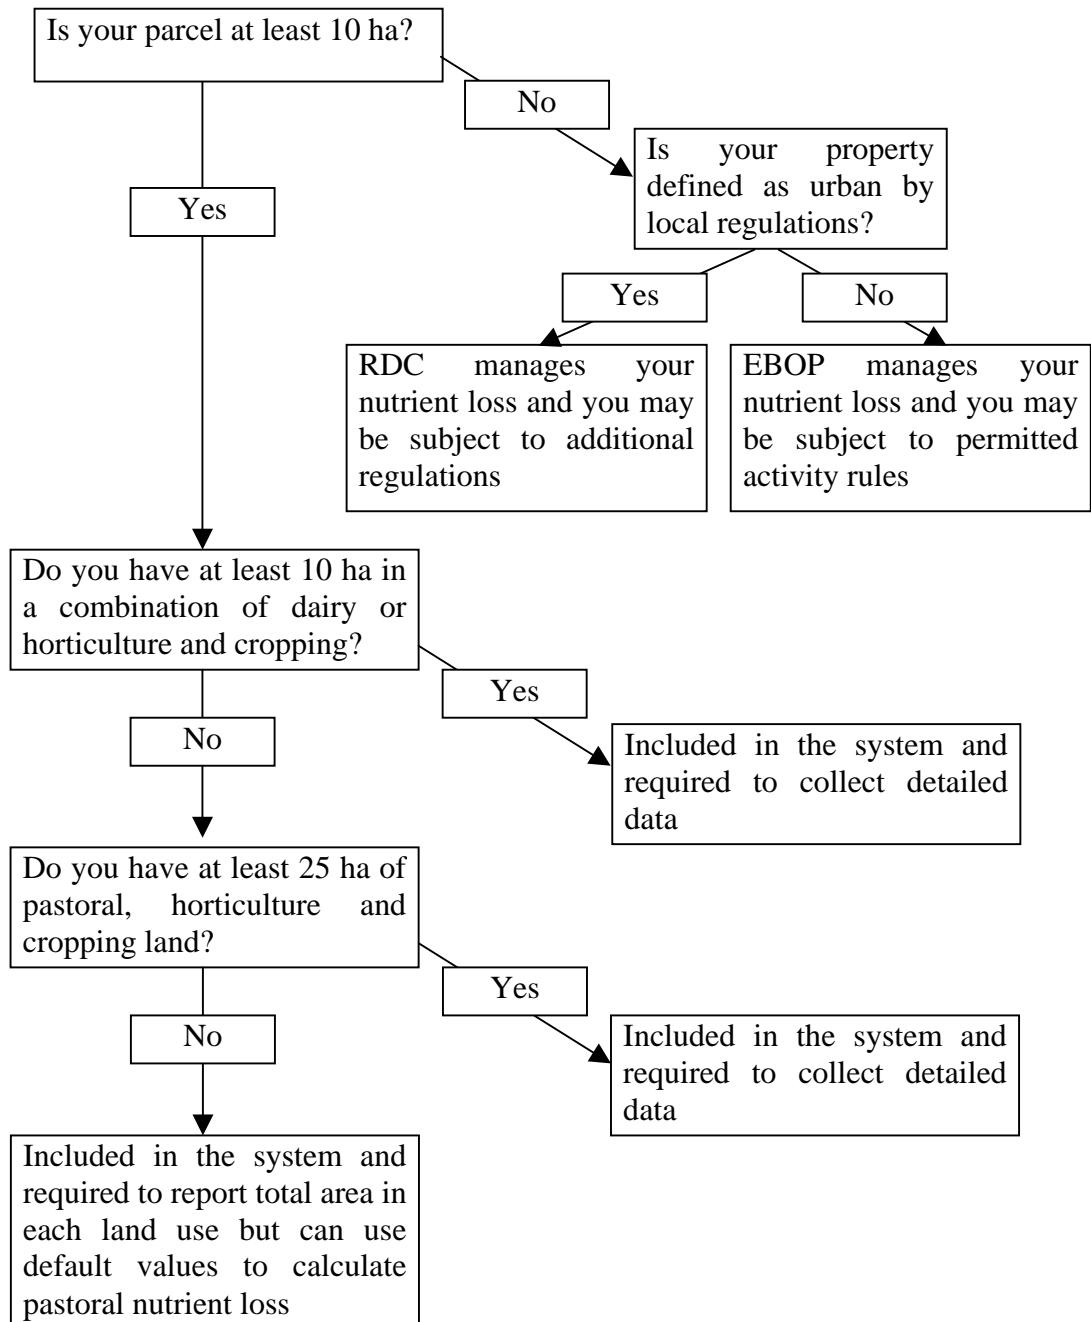 Is your parcel at least 10 ha?
No
Is your property
defined as urban by
local regulations?
Yes
Yes
No
RDC manages your
nutrient loss and you may
be subject to additional
regulations
EBOP manages your
nutrient loss and you may
be subject to permitted
activity rules
Do you have at least 10 ha in
a combination of dairy or
horticulture and cropping?
Yes
No
Included in the system and
required to collect detailed
data
Do you have at least 25 ha of
pastoral, horticulture and
cropping land?
Yes
No
Included in the system and
required to collect detailed
data
Included in the system and
required to report total area in
each land use but can use
default values to calculate
pastoral nutrient loss